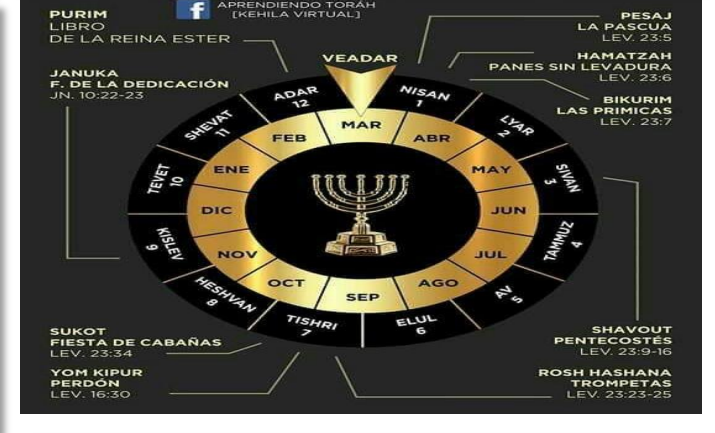 f APRENDIENDO TORÁH
[KEHILA VIRTUAL]
PURIM
LIBRO
DE LA REINA ESTER
JANUKA
F. DE LA DEDICACIÓN
JN. 10:22-23
PESAJ
LA PASCUA
LEV. 23:5
HAMATZAH
PANES SIN LEVADURA
LEV. 23:6
BIKURIM
LAS PRIMICAS
LEV. 23:7
VEADAR
NISAN
1
LYAR
2
SIVAN
3
TAMMUZ
4
AV
5
ELUL
6
TISHRI
7
HESHVAN
8
KISLEV
9
TEVET
10
SHEVAT
11
ADAR
12
MAR
ABR
MAY
JUN
JUL
AGO
SEP
OCT
NOV
DIC
ENE
FEB
SUKOT
FIESTA DE CABAÑAS
LEV. 23:34
YOM KIPUR
PERDÓN
LEV. 16:30
SHAVOUT
PENTECOSTÉS
LEV. 23:9-16
ROSH HASHANA
TROMPETAS
LEV. 23:23-25